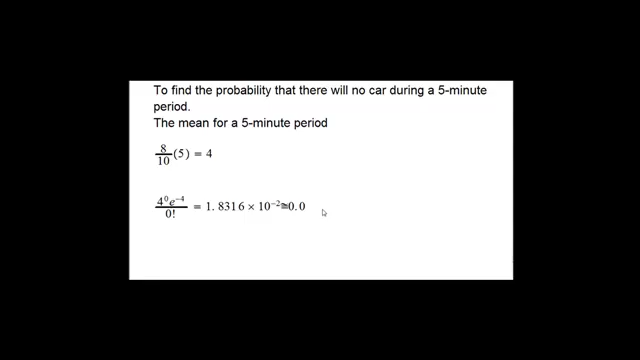 To find the probability that there will no car during a 5-minute
period.
The mean for a 5-minute period
8/10 (5) = 4
4⁰e⁻⁴/0! = 1.8316 × 10⁻² ≅ 0.0